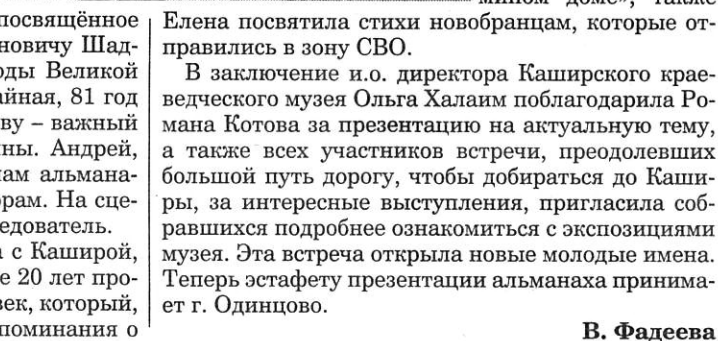 посвящённое
новичу Шад-
оды Великой
айная, 81 год
ву – важный
ны. Андрей,
ам альмана-
рам. На сце-
едователь.
с Каширой,
е 20 лет про-
век, который,
поминания о
Елена посвятила стихи новобранцам, которые от-
правились в зону СВО.
В заключение и.о. директора Каширского крае-
ведческого музея Ольга Халаим поблагодарила Ро-
мана Котова за презентацию на актуальную тему,
а также всех участников встречи, преодолевших
большой путь дорогу, чтобы добираться до Каши-
ры, за интересные выступления, пригласила соб-
равшихся подробнее ознакомиться с экспозициями
музея. Эта встреча открыла новые молодые имена.
Теперь эстафету презентации альманаха принима-
ет г. Одинцово.
В. Фадеева